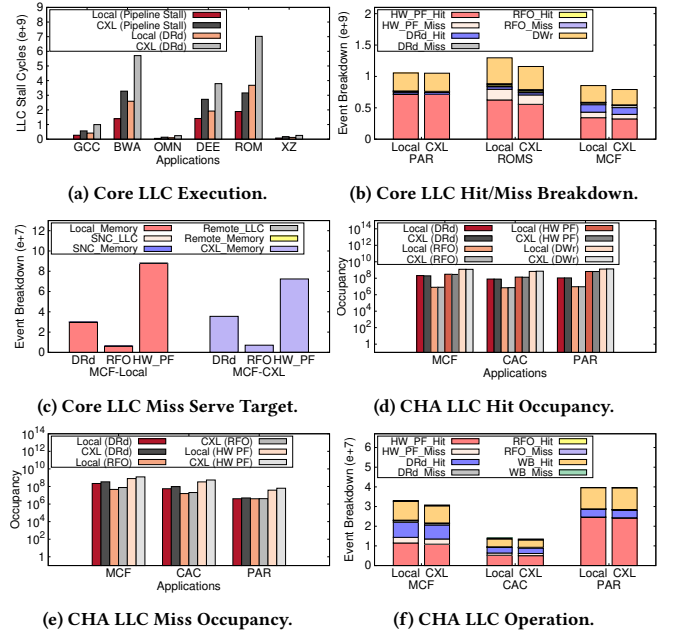 LLC Stall Cycles (e+9)
9
8
7
6
5
4
3
2
1
0
Local (Pipeline Stall)
CXL (Pipeline Stall)
Local (DRd)
CXL (DRd)
GCC BWA OMN DEE ROM XZ
Applications
(a) Core LLC Execution.
Event Breakdown (e+9)
2
1.5
1
0.5
0
HW_PF_Hit RFO_Hit
HW_PF_Miss RFO_Miss
DRd_Hit DWr
DRd_Miss
Local CXL Local CXL Local CXL
PAR ROMS MCF
(b) Core LLC Hit/Miss Breakdown.
Event Breakdown (e+7)
12
10
8
6
4
2
0
Local_Memory Remote_LLC
SNC_LLC Remote_Memory
SNC_Memory CXL_Memory
DRd RFO HW_PF DRd RFO HW_PF
MCF-Local MCF-CXL
(c) Core LLC Miss Serve Target.
Occupancy
10^14
10^12
10^10
10^8
10^6
10^4
10^2
1
Local (DRd) Local (HW PF)
CXL (DRd) CXL (HW PF)
Local (RFO) Local (DWr)
CXL (RFO) CXL (DWr)
MCF CAC PAR
Applications
(d) CHA LLC Hit Occupancy.
Occupancy
10^14
10^12
10^10
10^8
10^6
10^4
10^2
1
Local (DRd) CXL (RFO)
CXL (DRd) Local (HW PF)
Local (RFO) CXL (HW PF)
MCF CAC PAR
Applications
(e) CHA LLC Miss Occupancy.
Event Breakdown (e+7)
7
6
5
4
3
2
1
0
HW_PF_Hit RFO_Hit
HW_PF_Miss RFO_Miss
DRd_Hit WB_Hit
DRd_Miss WB_Miss
Local CXL Local CXL Local CXL
MCF CAC PAR
(f) CHA LLC Operation.